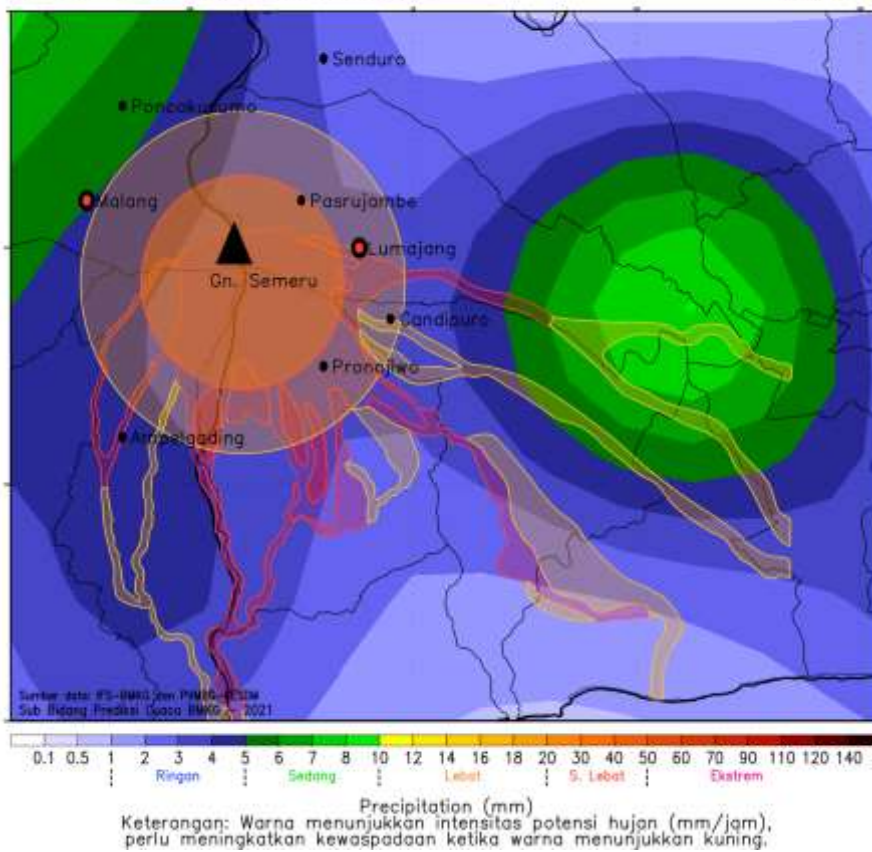 Senduro
Poncokusumo
Malang
Pasrujambe
Lumajang
Gn. Semeru
Candipuro
Pronojiwo
Ampelgading
Sumber data: IFS-BMKG dan PVMBG-ESDM
Sub Bidang Prediksi Cuaca BMKG 2021
0.1 0.5 1 2 3 4 5 6 7 8 10 12 14 16 18 20 50 60 70 80 90 110 120 140
Ringan Sedang Lebat S. Lebat Ekstrem
Precipitation (mm)
Keterangan: Warna menunjukkan intensitas potensi hujan (mm/jam),
perlu meningkatkan kewaspadaan ketika warna menunjukkan kuning.